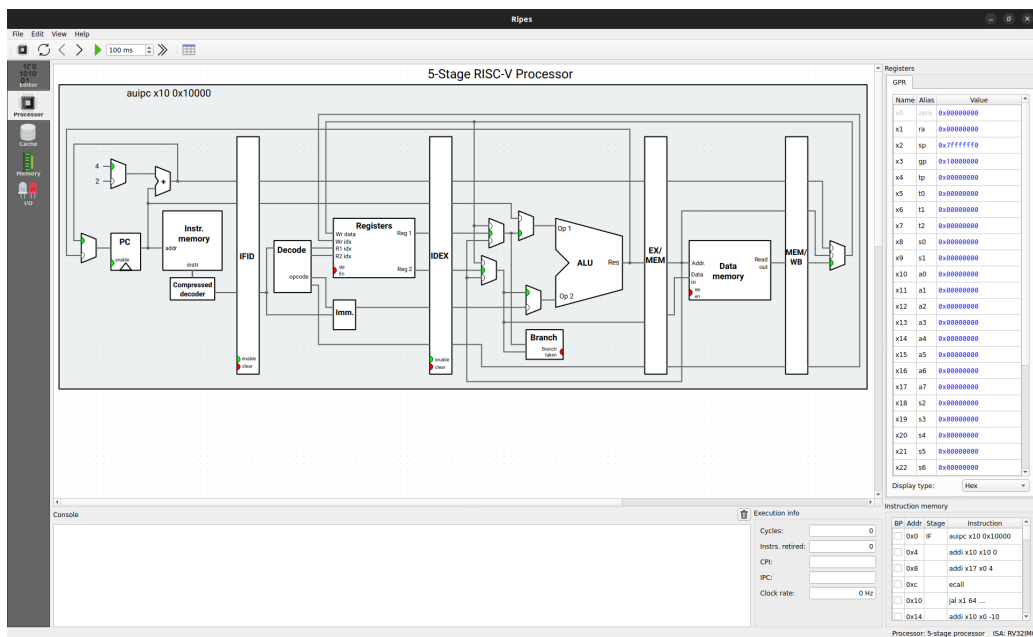 Ripes
File Edit View Help
100 ms
Editor
Processor
Cache
Memory
I/O
5-Stage RISC-V Processor
auipc x10 0x10000
4
2
+
PC
addr
enable
Instr.
memory
instr
Compressed
decoder
IFID
enable
clear
Decode
opcode
Registers
Wr data
Wr idx
R1 idx
R2 idx
Wr
En
Reg 1
Reg 2
Imm.
IDEX
enable
clear
Op 1
ALU
Res
Op 2
Branch
Branch
taken
EX/
MEM
Addr.
Data
in
Wr
en
Data
memory
Read
out
MEM/
WB
Registers
GPR
Name Alias Value
x0 zero 0x00000000
x1 ra 0x00000000
x2 sp 0x7ffffff0
x3 gp 0x10000000
x4 tp 0x00000000
x5 t0 0x00000000
x6 t1 0x00000000
x7 t2 0x00000000
x8 s0 0x00000000
x9 s1 0x00000000
x10 a0 0x00000000
x11 a1 0x00000000
x12 a2 0x00000000
x13 a3 0x00000000
x14 a4 0x00000000
x15 a5 0x00000000
x16 a6 0x00000000
x17 a7 0x00000000
x18 s2 0x00000000
x19 s3 0x00000000
x20 s4 0x00000000
x21 s5 0x00000000
x22 s6 0x00000000
Display type: Hex
Console
Execution info
Cycles: 0
Instrs. retired: 0
CPI:
IPC:
Clock rate: 0 Hz
Instruction memory
BP Addr Stage Instruction
0x0 IF auipc x10 0x10000
0x4 addi x10 x10 0
0x8 addi x17 x0 4
0xc ecall
0x10 jal x1 64 ...
0x14 addi x10 x0 -10
Processor: 5-stage processor ISA: